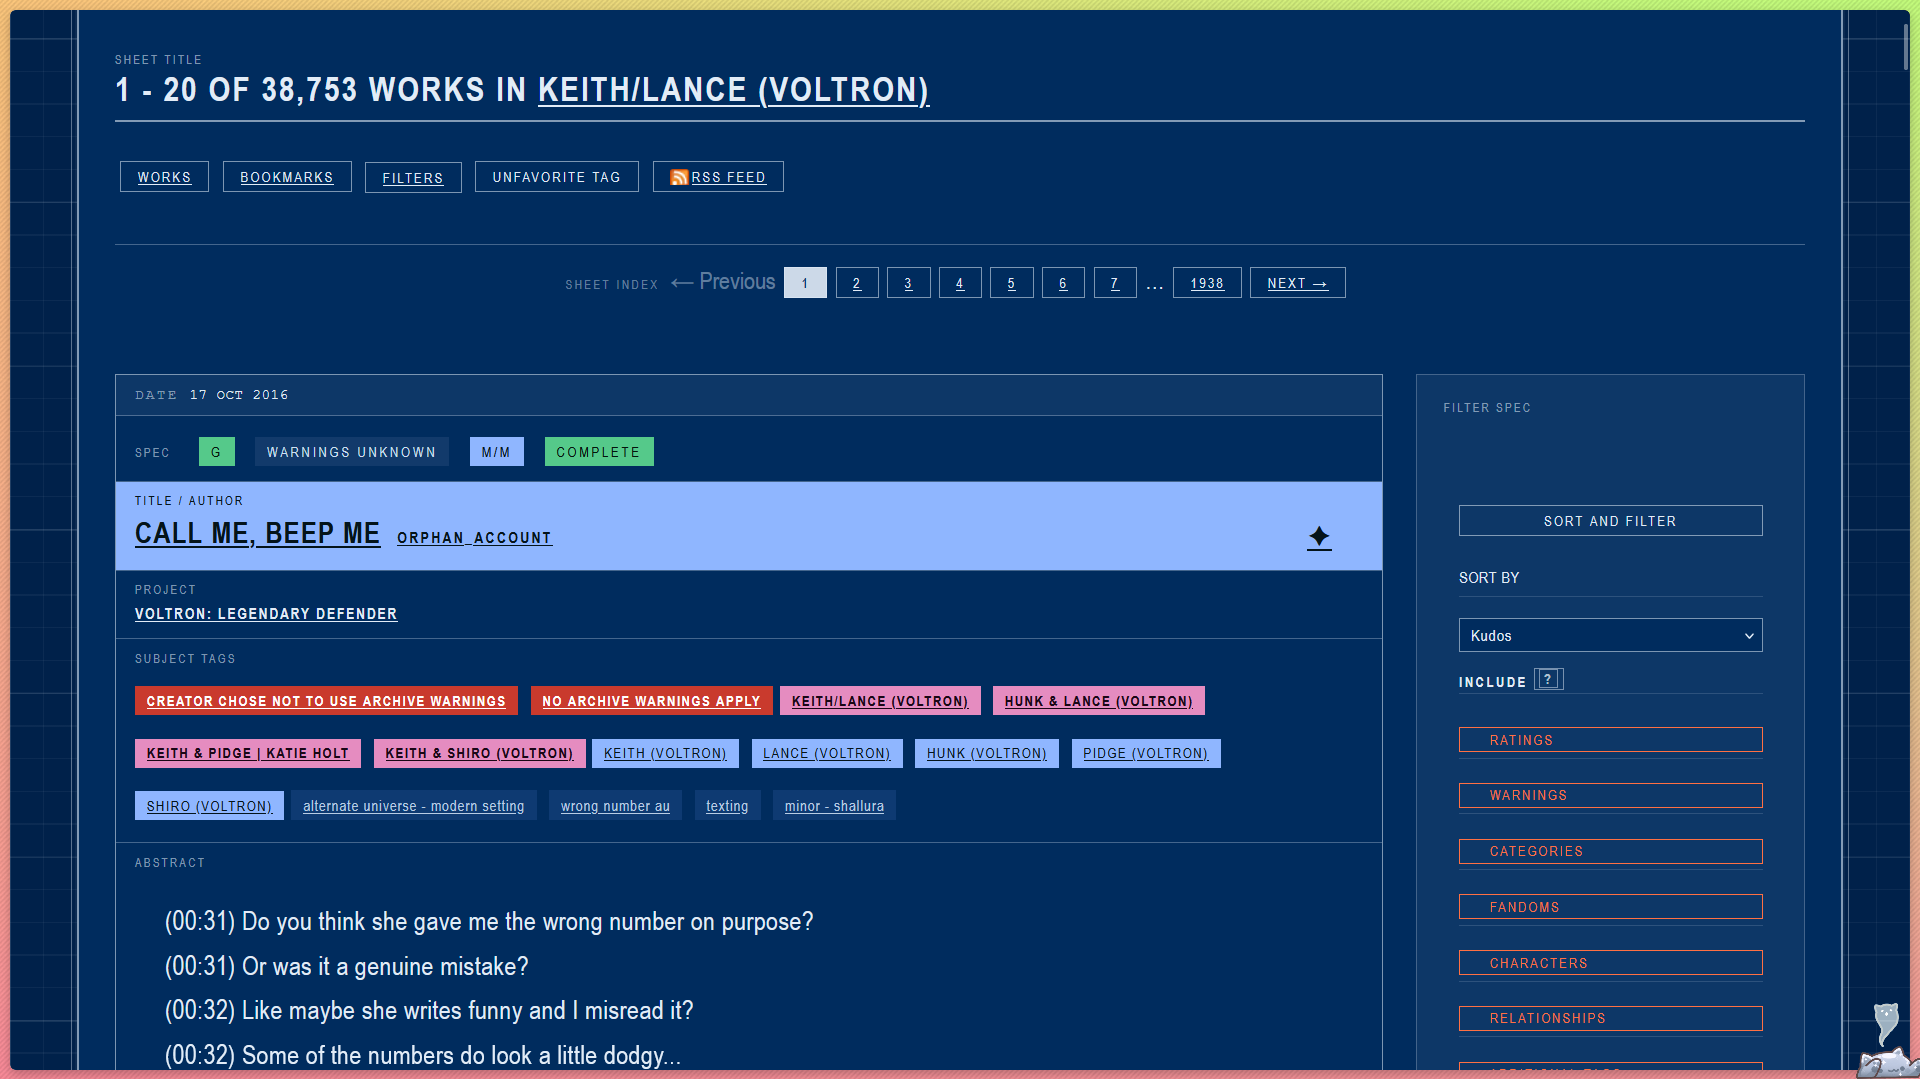 SHEET TITLE
1 - 20 OF 38,753 WORKS IN KEITH/LANCE (VOLTRON)
WORKS BOOKMARKS FILTERS UNFAVORITE TAG RSS FEED
SHEET INDEX ← Previous 1 2 3 4 5 6 7 … 1938 NEXT →
DATE 17 OCT 2016
SPEC G WARNINGS UNKNOWN M/M COMPLETE
TITLE / AUTHOR
CALL ME, BEEP ME ORPHAN_ACCOUNT
PROJECT
VOLTRON: LEGENDARY DEFENDER
SUBJECT TAGS
CREATOR CHOSE NOT TO USE ARCHIVE WARNINGS NO ARCHIVE WARNINGS APPLY KEITH/LANCE (VOLTRON) HUNK & LANCE (VOLTRON)
KEITH & PIDGE | KATIE HOLT KEITH & SHIRO (VOLTRON) KEITH (VOLTRON) LANCE (VOLTRON) HUNK (VOLTRON) PIDGE (VOLTRON)
SHIRO (VOLTRON) alternate universe - modern setting wrong number au texting minor - shallura
ABSTRACT
(00:31) Do you think she gave me the wrong number on purpose?
(00:31) Or was it a genuine mistake?
(00:32) Like maybe she writes funny and I misread it?
(00:32) Some of the numbers do look a little dodgy...
FILTER SPEC
SORT AND FILTER
SORT BY
Kudos
INCLUDE ?
RATINGS
WARNINGS
CATEGORIES
FANDOMS
CHARACTERS
RELATIONSHIPS